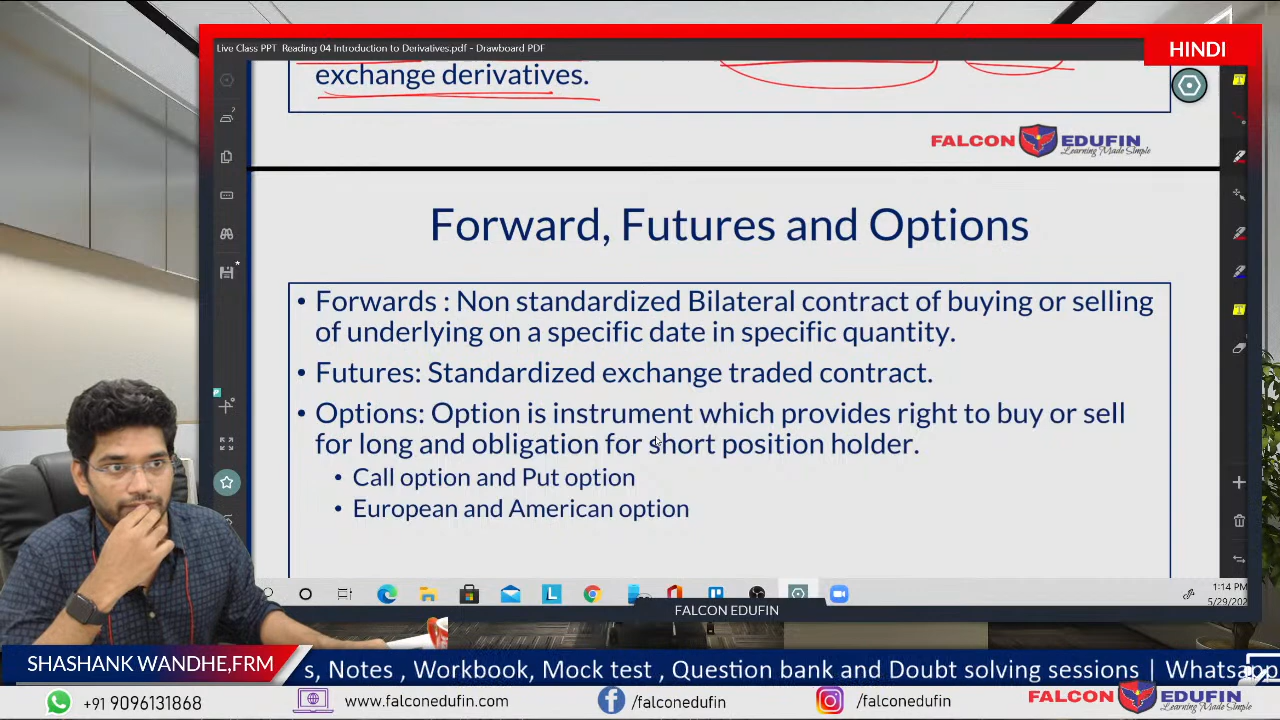 Live Class PPT Reading 04 Introduction to Derivatives.pdf - Drawboard PDF
HINDI
exchange derivatives.
FALCON EDUFIN
Learning Made Simple
Forward, Futures and Options
• Forwards : Non standardized Bilateral contract of buying or selling
of underlying on a specific date in specific quantity.
• Futures: Standardized exchange traded contract.
• Options: Option is instrument which provides right to buy or sell
for long and obligation for short position holder.
• Call option and Put option
• European and American option
1:14 PM
5/29/202
FALCON EDUFIN
SHASHANK WANDHE,FRM
s, Notes , Workbook, Mock test , Question bank and Doubt solving sessions | Whatsapp
+91 9096131868
www.falconedufin.com
/falconedufin
/falconedufin
FALCON EDUFIN
Learning Made Simple